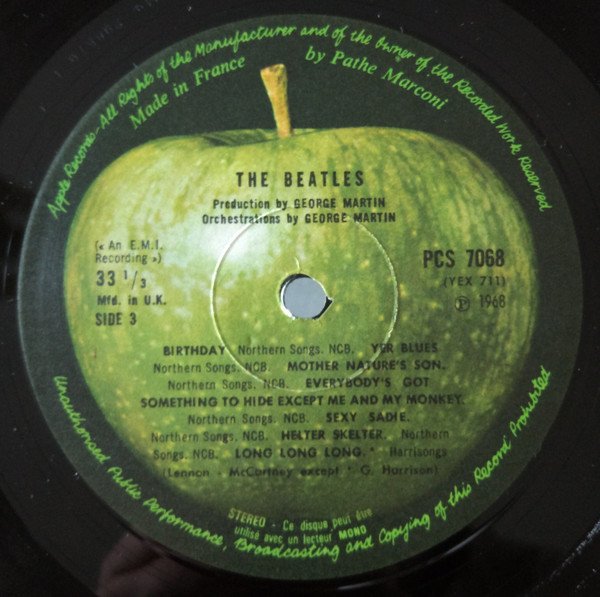 Apple Records - All Rights of the Manufacturer and of the Owner of the Recorded Work Reserved
Made in France by Pathe Marconi
THE BEATLES
Preduction by GEORGE MARTIN
Orchestrations by GEORGE MARTIN
(« An E.M.I.
Recording »)
33 1/3
Mfd. in U.K.
SIDE 3
PCS 7068
(YEX 711)
℗ 1968
BIRTHDAY Northern Songs. NCB. YER BLUES
Northern Songs. NCB. MOTHER NATURE'S SON.
Northern Songs. NCB. EVERYBODY'S GOT
SOMETHING TO HIDE EXCEPT ME AND MY MONKEY.
Northern Songs. NCB. SEXY SADIE.
Northern Songs. NCB. HELTER SKELTER. Northern
Songs. NCB. LONG LONG LONG. * Harrisongs
(Lennon - McCartney except * G. Harrison)
STEREO - Ce disque peut être
utilisé avec un lecteur MONO
Unauthorised Public Performance, Broadcasting and Copying of this Record Prohibited